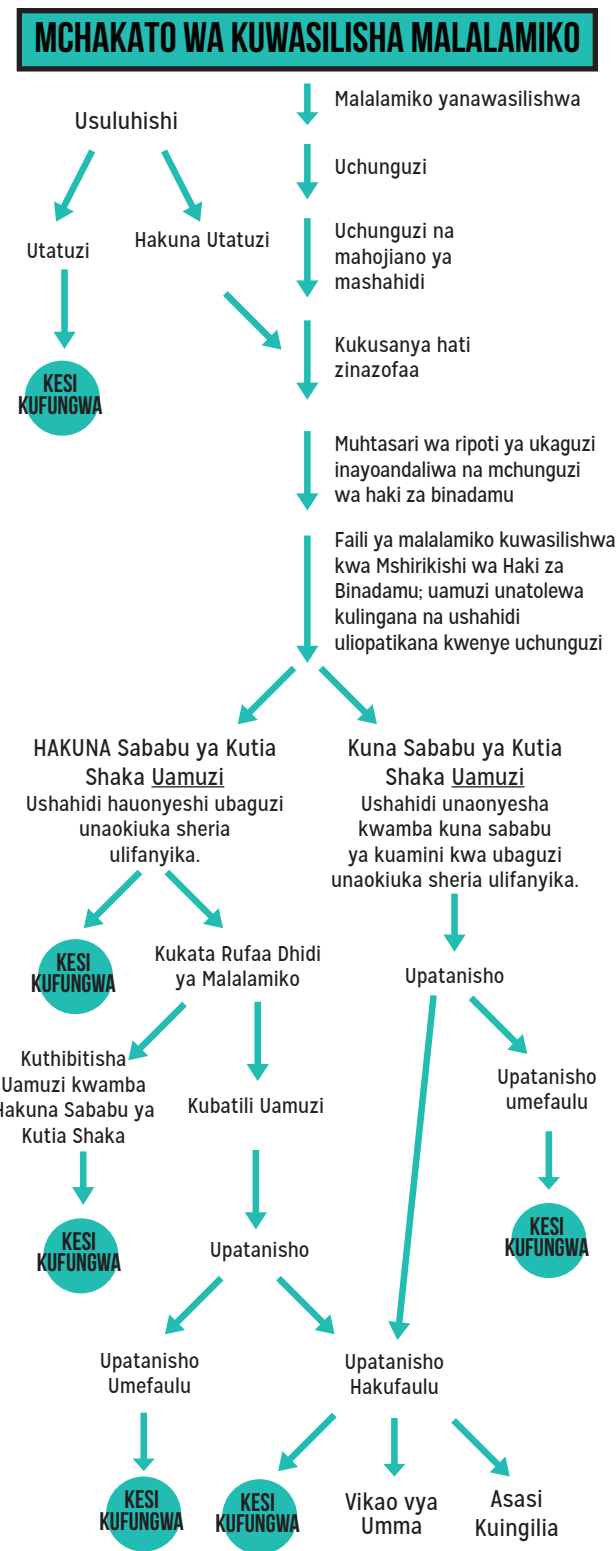 MCHAKATO WA KUWASILISHA MALALAMIKO
Malalamiko yanawasilishwa
Usuluhishi
Uchunguzi
Utatuzi
Hakuna Utatuzi
Uchunguzi na
mahojiano ya
mashahidi
KESI
KUFUNGWA
Kukusanya hati
zinazofaa
Muhtasari wa ripoti ya ukaguzi
inayoandaliwa na mchunguzi
wa haki za binadamu
Faili ya malalamiko kuwasilishwa
kwa Mshirikishi wa Haki za
Binadamu; uamuzi unatolewa
kulingana na ushahidi
uliopatikana kwenye uchunguzi
HAKUNA Sababu ya Kutia
Shaka Uamuzi
Ushahidi hauonyeshi ubaguzi
unaokiuka sheria
ulifanyika.
Kuna Sababu ya Kutia
Shaka Uamuzi
Ushahidi unaonyesha
kwamba kuna sababu
ya kuamini kwa ubaguzi
unaokiuka sheria ulifanyika.
KESI
KUFUNGWA
Kukata Rufaa Dhidi
ya Malalamiko
Upatanisho
Kuthibitisha
Uamuzi kwamba
Hakuna Sababu ya
Kutia Shaka
Kubatili Uamuzi
Upatanisho
umefaulu
KESI
KUFUNGWA
Upatanisho
KESI
KUFUNGWA
Upatanisho
Umefaulu
Upatanisho
Hakufaulu
KESI
KUFUNGWA
KESI
KUFUNGWA
Vikao vya
Umma
Asasi
Kuingilia